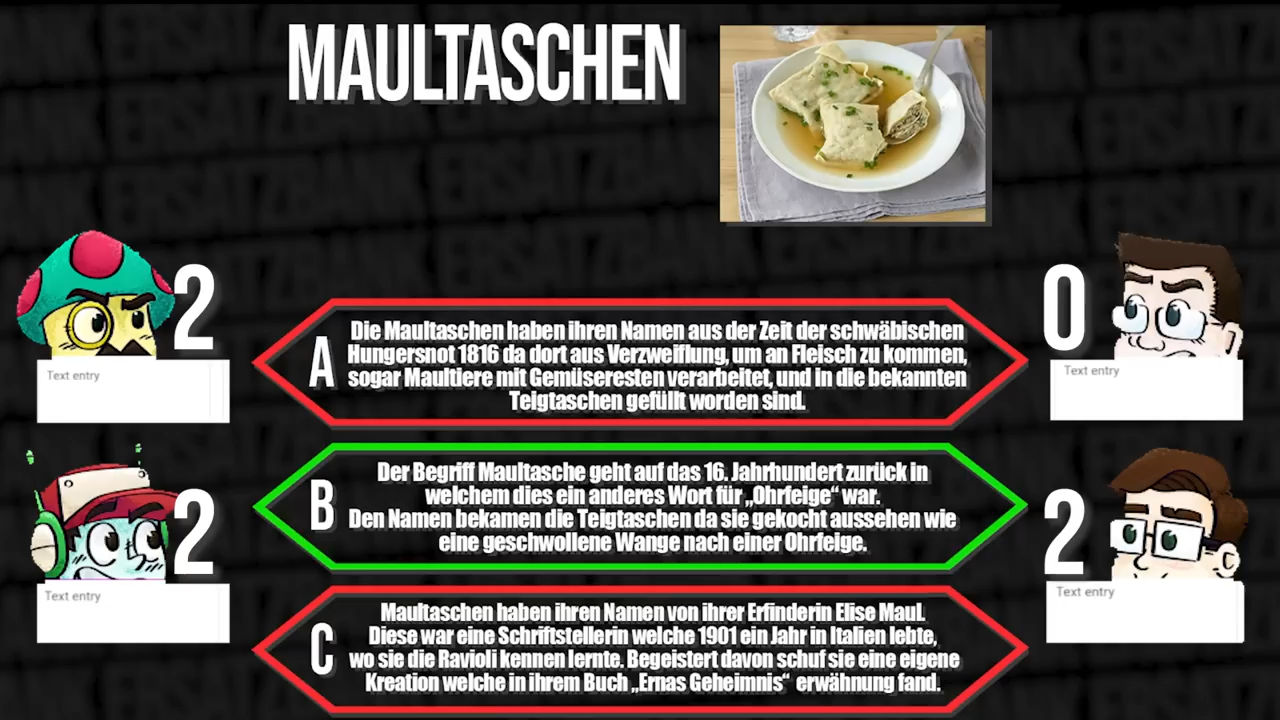 MAULTASCHEN
2
0
A
Die Maultaschen haben ihren Namen aus der Zeit der schwäbischen
Hungersnot 1816 da dort aus Verzweiflung, um an Fleisch zu kommen,
sogar Maultiere mit Gemüseresten verarbeitet, und in die bekannten
Teigtaschen gefüllt worden sind.
Text entry
Text entry
2
2
B
Der Begriff Maultasche geht auf das 16. Jahrhundert zurück in
welchem dies ein anderes Wort für „Ohrfeige“ war.
Den Namen bekamen die Teigtaschen da sie gekocht aussehen wie
eine geschwollene Wange nach einer Ohrfeige.
Text entry
Text entry
C
Maultaschen haben ihren Namen von ihrer Erfinderin Elise Maul.
Diese war eine Schriftstellerin welche 1901 ein Jahr in Italien lebte,
wo sie die Ravioli kennen lernte. Begeistert davon schuf sie eine eigene
Kreation welche in ihrem Buch „Ernas Geheimnis“ erwähnung fand.